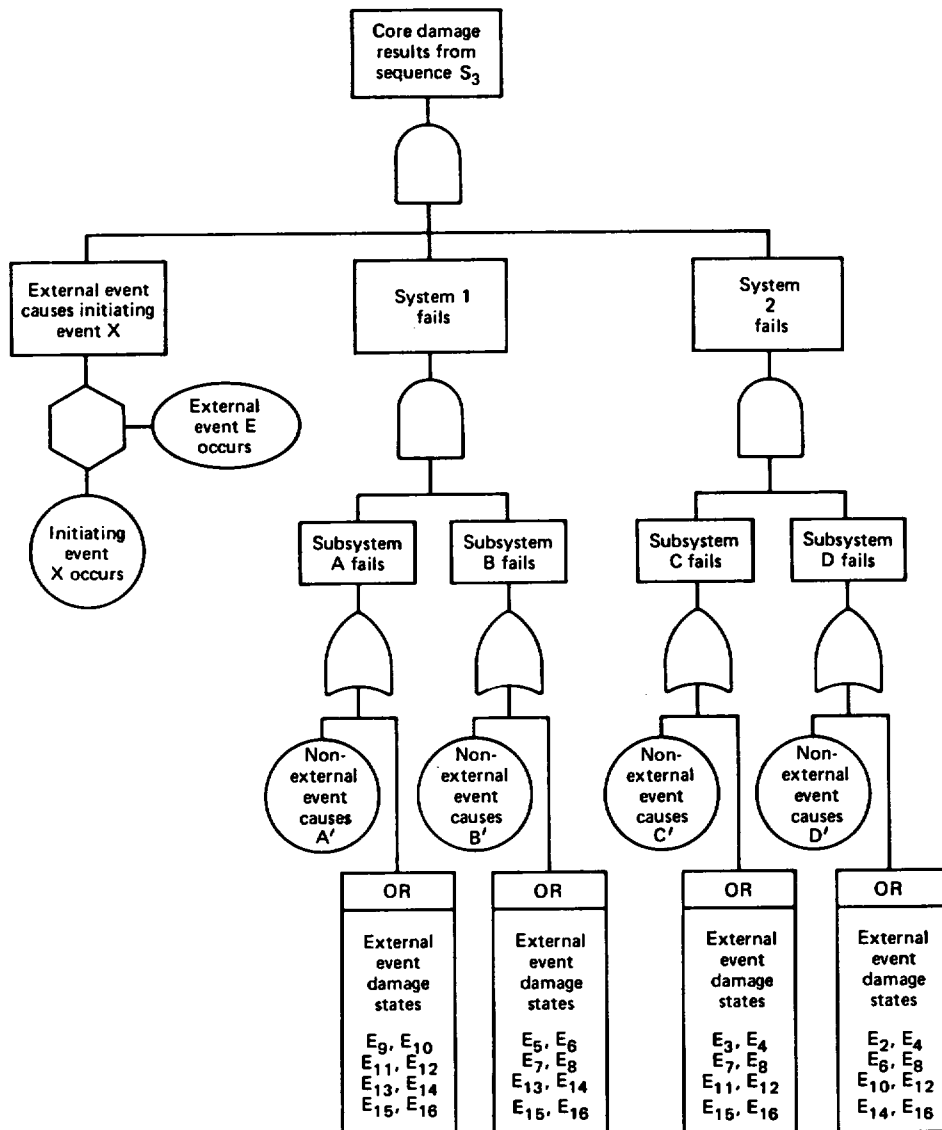 Core damage
results from
sequence S₃
External event
causes initiating
event X
System 1
fails
System
2
fails
External
event E
occurs
Initiating
event
X occurs
Subsystem
A fails
Subsystem
B fails
Subsystem
C fails
Subsystem
D fails
Non-
external
event
causes
A′
Non-
external
event
causes
B′
Non-
external
event
causes
C′
Non-
external
event
causes
D′
OR
External
event
damage
states
E₉, E₁₀
E₁₁, E₁₂
E₁₃, E₁₄
E₁₅, E₁₆
OR
External
event
damage
states
E₅, E₆
E₇, E₈
E₁₃, E₁₄
E₁₅, E₁₆
OR
External
event
damage
states
E₃, E₄
E₇, E₈
E₁₁, E₁₂
E₁₅, E₁₆
OR
External
event
damage
states
E₂, E₄
E₆, E₈
E₁₀, E₁₂
E₁₄, E₁₆